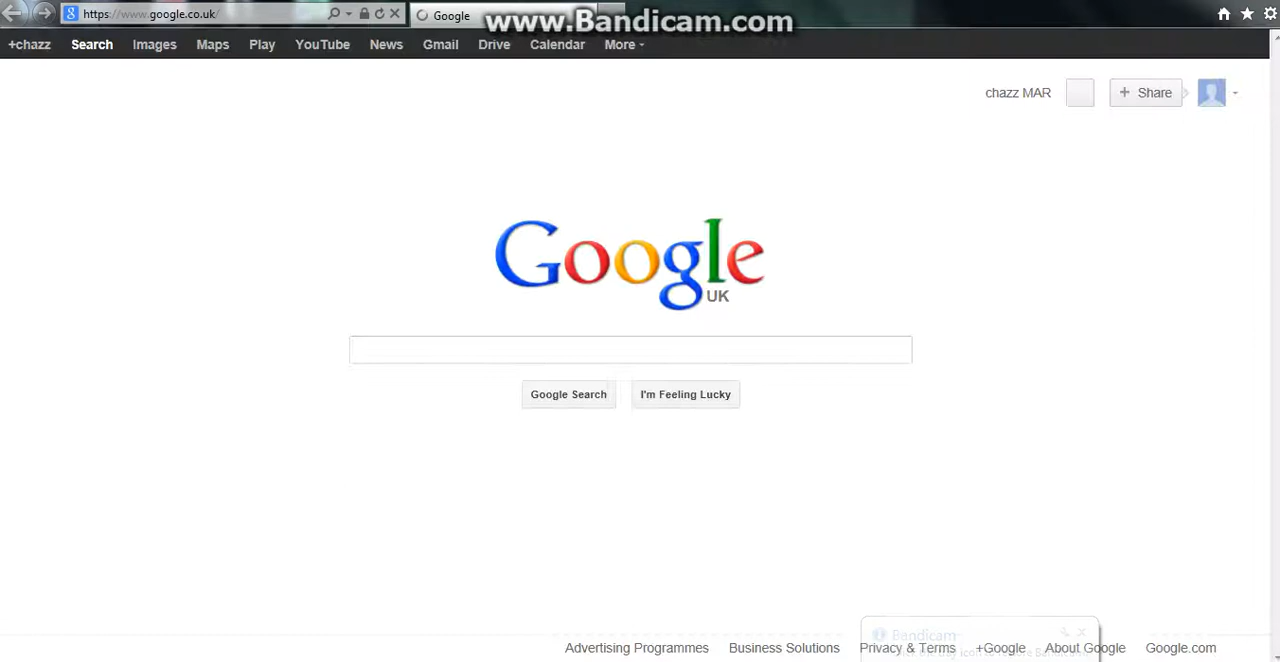 https://www.google.co.uk/
Google
www.Bandicam.com
+chazz Search Images Maps Play YouTube News Gmail Drive Calendar More
chazz MAR
+ Share
Google
UK
Google Search
I'm Feeling Lucky
Bandicam
Advertising Programmes Business Solutions Privacy & Terms +Google About Google Google.com